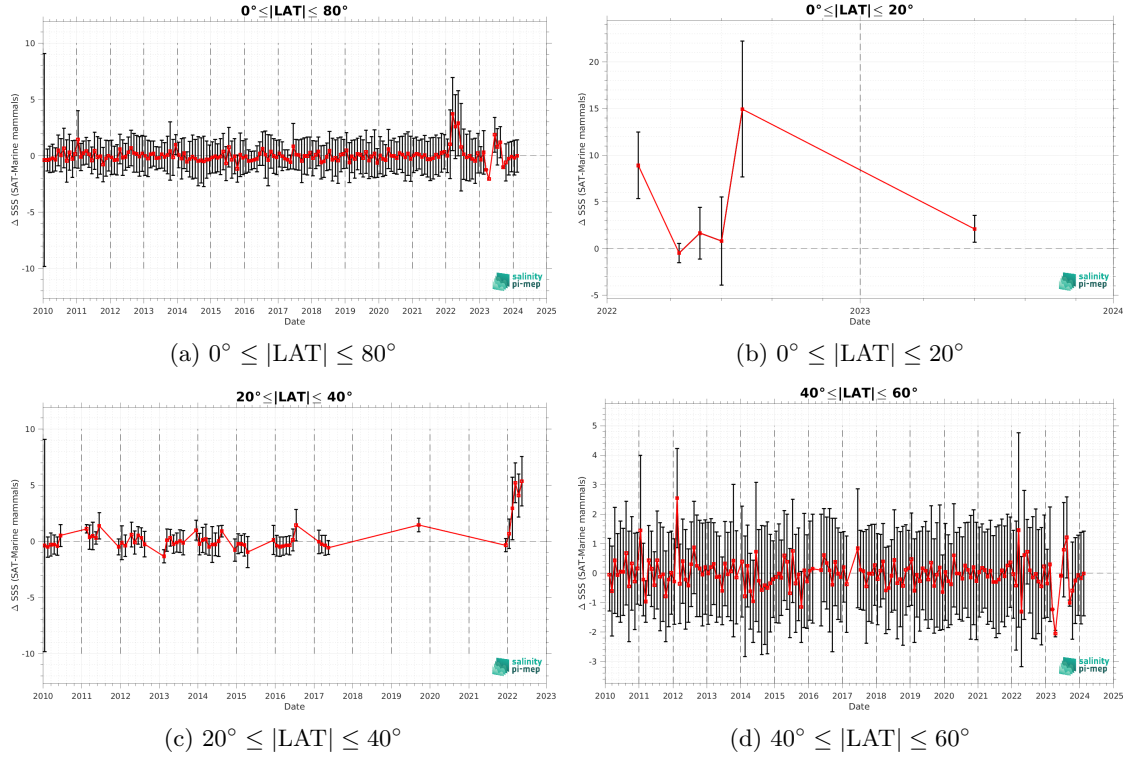 0°≤|LAT|≤ 80°
Δ SSS (SAT-Marine mammals)
10
5
0
-5
-10
2010 2011 2012 2013 2014 2015 2016 2017 2018 2019 2020 2021 2022 2023 2024 2025
Date
salinity
pi-mep
(a) 0° ≤ |LAT| ≤ 80°
0°≤|LAT|≤ 20°
Δ SSS (SAT-Marine mammals)
20
15
10
5
0
-5
2022 2023 2024
Date
salinity
pi-mep
(b) 0° ≤ |LAT| ≤ 20°
20°≤|LAT|≤ 40°
Δ SSS (SAT-Marine mammals)
10
5
0
-5
-10
2010 2011 2012 2013 2014 2015 2016 2017 2018 2019 2020 2021 2022 2023
Date
salinity
pi-mep
(c) 20° ≤ |LAT| ≤ 40°
40°≤|LAT|≤ 60°
Δ SSS (SAT-Marine mammals)
5
4
3
2
1
0
-1
-2
-3
2010 2011 2012 2013 2014 2015 2016 2017 2018 2019 2020 2021 2022 2023 2024 2025
Date
salinity
pi-mep
(d) 40° ≤ |LAT| ≤ 60°